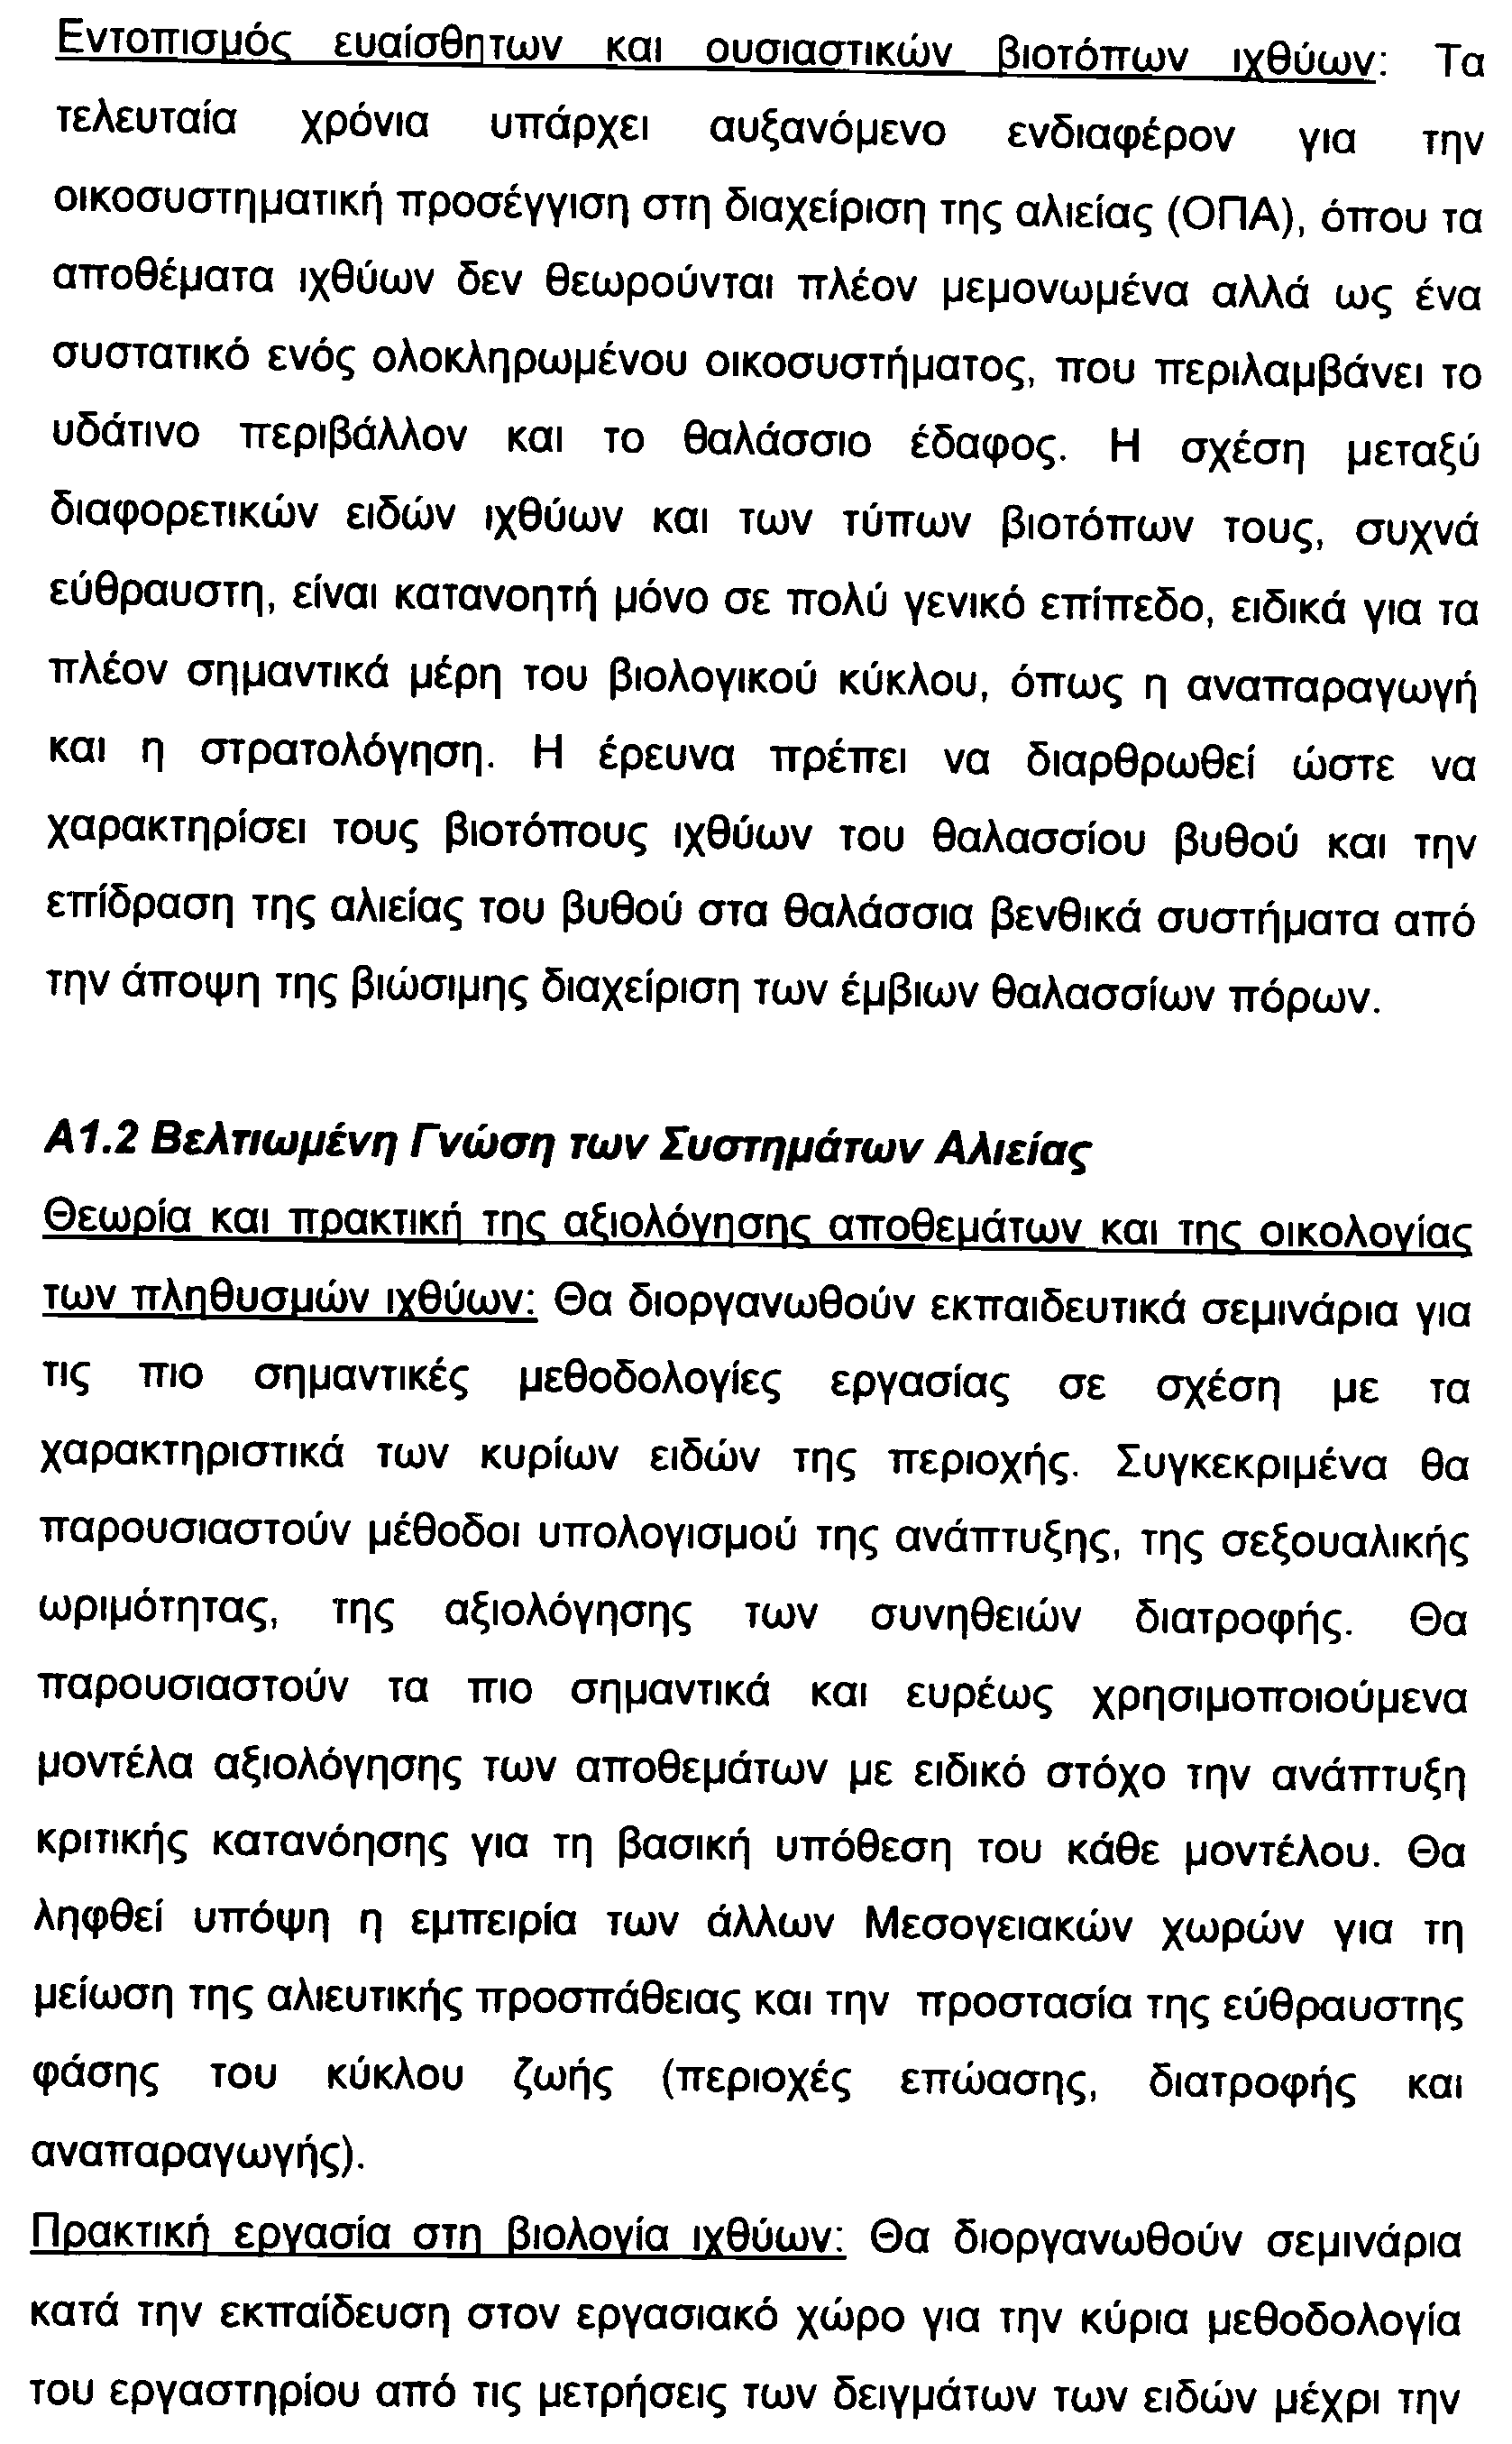 Εντοπισμός ευαίσθητων και ουσιαστικών βιοτόπων ιχθύων: Τα
τελευταία χρόνια υπάρχει αυξανόμενο ενδιαφέρον για την
οικοσυστηματική προσέγγιση στη διαχείριση της αλιείας (ΟΠΑ), όπου τα
αποθέματα ιχθύων δεν θεωρούνται πλέον μεμονωμένα αλλά ως ένα
συστατικό ενός ολοκληρωμένου οικοσυστήματος, που περιλαμβάνει το
υδάτινο περιβάλλον και το θαλάσσιο έδαφος. Η σχέση μεταξύ
διαφορετικών ειδών ιχθύων και των τύπων βιοτόπων τους, συχνά
εύθραυστη, είναι κατανοητή μόνο σε πολύ γενικό επίπεδο, ειδικά για τα
πλέον σημαντικά μέρη του βιολογικού κύκλου, όπως η αναπαραγωγή
και η στρατολόγηση. Η έρευνα πρέπει να διαρθρωθεί ώστε να
χαρακτηρίσει τους βιοτόπους ιχθύων του θαλασσίου βυθού και την
επίδραση της αλιείας του βυθού στα θαλάσσια βενθικά συστήματα από
την άποψη της βιώσιμης διαχείριση των έμβιων θαλασσίων πόρων.
Α1.2 Βελτιωμένη Γνώση των Συστημάτων Αλιείας
Θεωρία και πρακτική της αξιολόγησης αποθεμάτων και της οικολογίας
των πληθυσμών ιχθύων: Θα διοργανωθούν εκπαιδευτικά σεμινάρια για
τις πιο σημαντικές μεθοδολογίες εργασίας σε σχέση με τα
χαρακτηριστικά των κυρίων ειδών της περιοχής. Συγκεκριμένα θα
παρουσιαστούν μέθοδοι υπολογισμού της ανάπτυξης, της σεξουαλικής
ωριμότητας, της αξιολόγησης των συνηθειών διατροφής. Θα
παρουσιαστούν τα πιο σημαντικά και ευρέως χρησιμοποιούμενα
μοντέλα αξιολόγησης των αποθεμάτων με ειδικό στόχο την ανάπτυξη
κριτικής κατανόησης για τη βασική υπόθεση του κάθε μοντέλου. Θα
ληφθεί υπόψη η εμπειρία των άλλων Μεσογειακών χωρών για τη
μείωση της αλιευτικής προσπάθειας και την προστασία της εύθραυστης
φάσης του κύκλου ζωής (περιοχές επώασης, διατροφής και
αναπαραγωγής).
Πρακτική εργασία στη βιολογία ιχθύων: Θα διοργανωθούν σεμινάρια
κατά την εκπαίδευση στον εργασιακό χώρο για την κύρια μεθοδολογία
του εργαστηρίου από τις μετρήσεις των δειγμάτων των ειδών μέχρι την